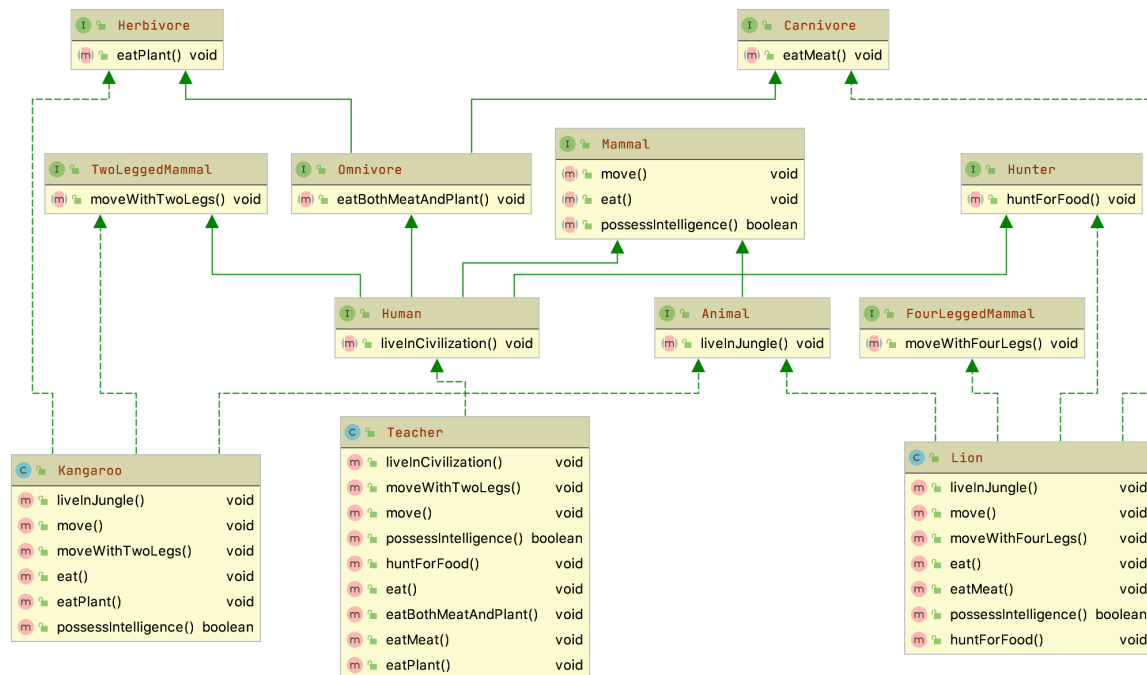 I Herbivore
m eatPlant() void
I Carnivore
m eatMeat() void
I TwoLeggedMammal
m moveWithTwoLegs() void
I Omnivore
m eatBothMeatAndPlant() void
I Mammal
m move() void
m eat() void
m possessIntelligence() boolean
I Hunter
m huntForFood() void
I Human
m liveInCivilization() void
I Animal
m liveInJungle() void
I FourLeggedMammal
m moveWithFourLegs() void
C Kangaroo
m liveInJungle() void
m move() void
m moveWithTwoLegs() void
m eat() void
m eatPlant() void
m possessIntelligence() boolean
C Teacher
m liveInCivilization() void
m moveWithTwoLegs() void
m move() void
m possessIntelligence() boolean
m huntForFood() void
m eat() void
m eatBothMeatAndPlant() void
m eatMeat() void
m eatPlant() void
C Lion
m liveInJungle() void
m move() void
m moveWithFourLegs() void
m eat() void
m eatMeat() void
m possessIntelligence() boolean
m huntForFood() void